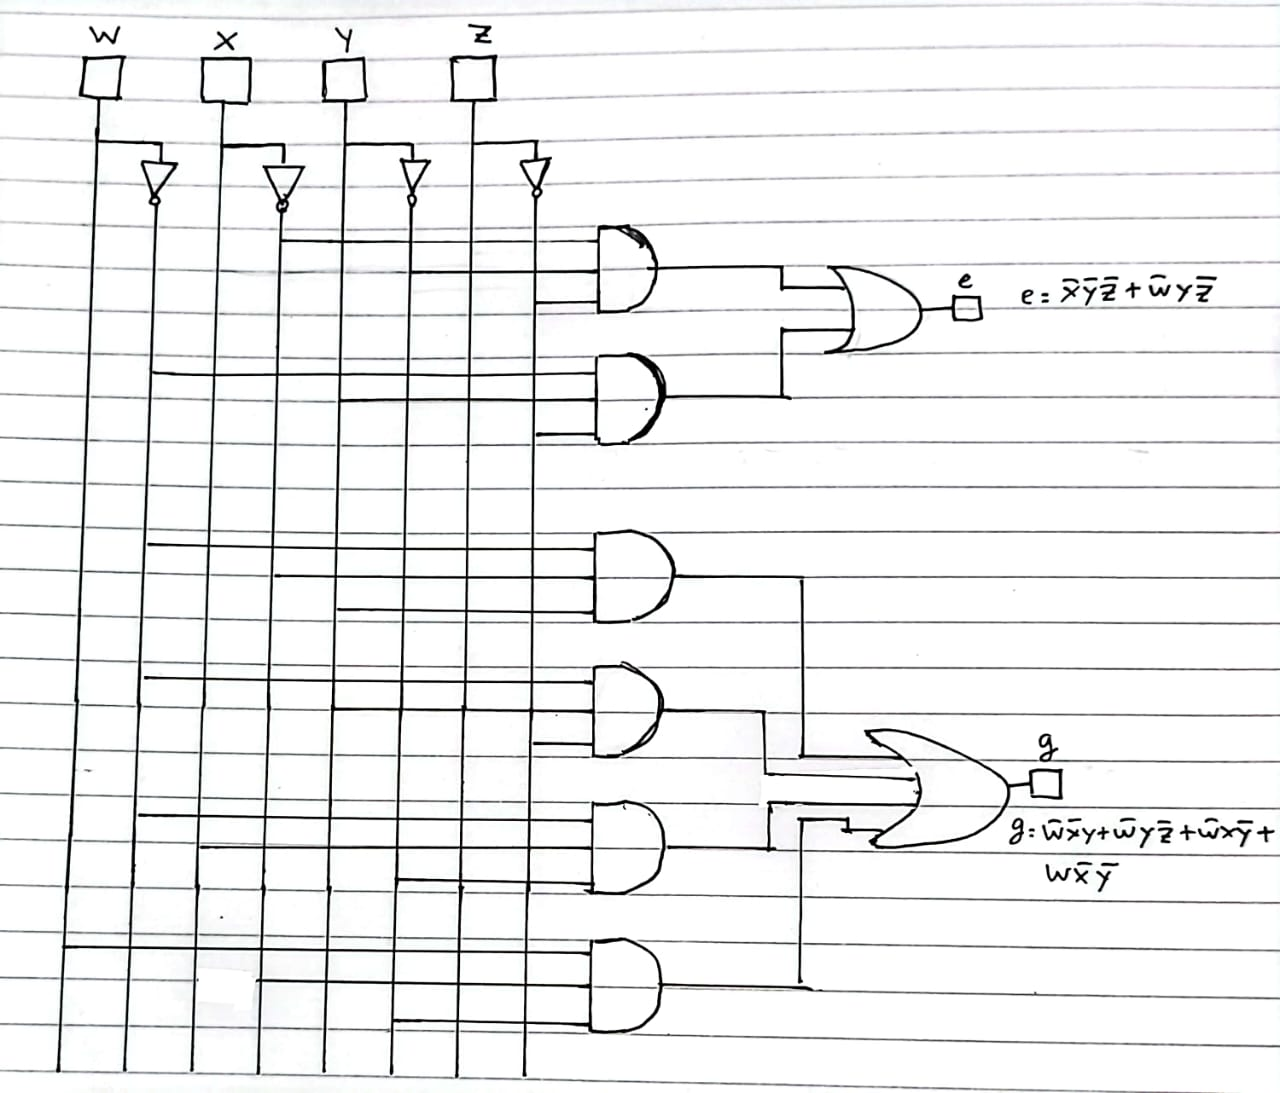 W X Y Z
e
e = x̄ȳz̄ + w̄yz̄
g
g = w̄x̄y + w̄yz̄ + w̄xȳ +
wx̄ȳ